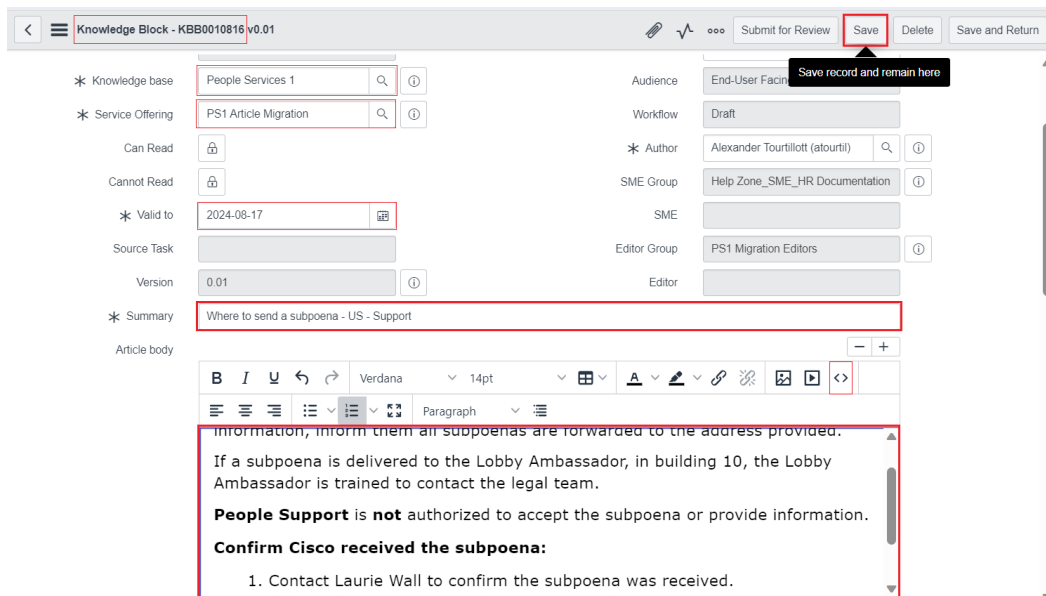 Knowledge Block - KBB0010816 v0.01
Submit for Review
Save
Delete
Save and Return
Save record and remain here
Knowledge base
People Services 1
Audience
End-User Facin
Service Offering
PS1 Article Migration
Workflow
Draft
Can Read
Author
Alexander Tourtillott (atourtil)
Cannot Read
SME Group
Help Zone_SME_HR Documentation
Valid to
2024-08-17
SME
Source Task
Editor Group
PS1 Migration Editors
Version
0.01
Editor
Summary
Where to send a subpoena - US - Support
Article body
B I U Verdana 14pt A <>
Paragraph
information, inform them all subpoenas are forwarded to the address provided.
If a subpoena is delivered to the Lobby Ambassador, in building 10, the Lobby
Ambassador is trained to contact the legal team.
People Support is not authorized to accept the subpoena or provide information.
Confirm Cisco received the subpoena:
1. Contact Laurie Wall to confirm the subpoena was received.